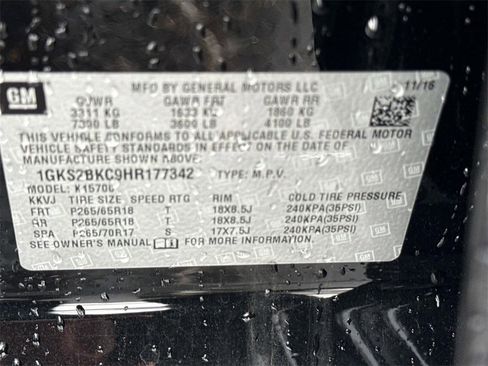 GM
MFD BY GENERAL MOTORS LLC 11/16
GVWR GAWR FRT GAWR RR
3311 KG 1633 KG 1860 KG
7300 LB 3600 LB 4100 LB
THIS VEHICLE CONFORMS TO ALL APPLICABLE U.S. FEDERAL MOTOR
VEHICLE SAFETY STANDARDS IN EFFECT ON THE DATE OF
MANUFACTURE SHOWN ABOVE.
1GKS2BKC9HR177342 TYPE: M.P.V.
MODEL: K15706
KKVJ TIRE SIZE SPEED RTG RIM COLD TIRE PRESSURE
FRT P265/65R18 T 18X8.5J 240KPA(35PSI)
RR P265/65R18 T 18X8.5J 240KPA(35PSI)
SPA P265/70R17 S 17X7.5J 240KPA(35PSI)
SEE OWNER'S MANUAL FOR MORE INFORMATION